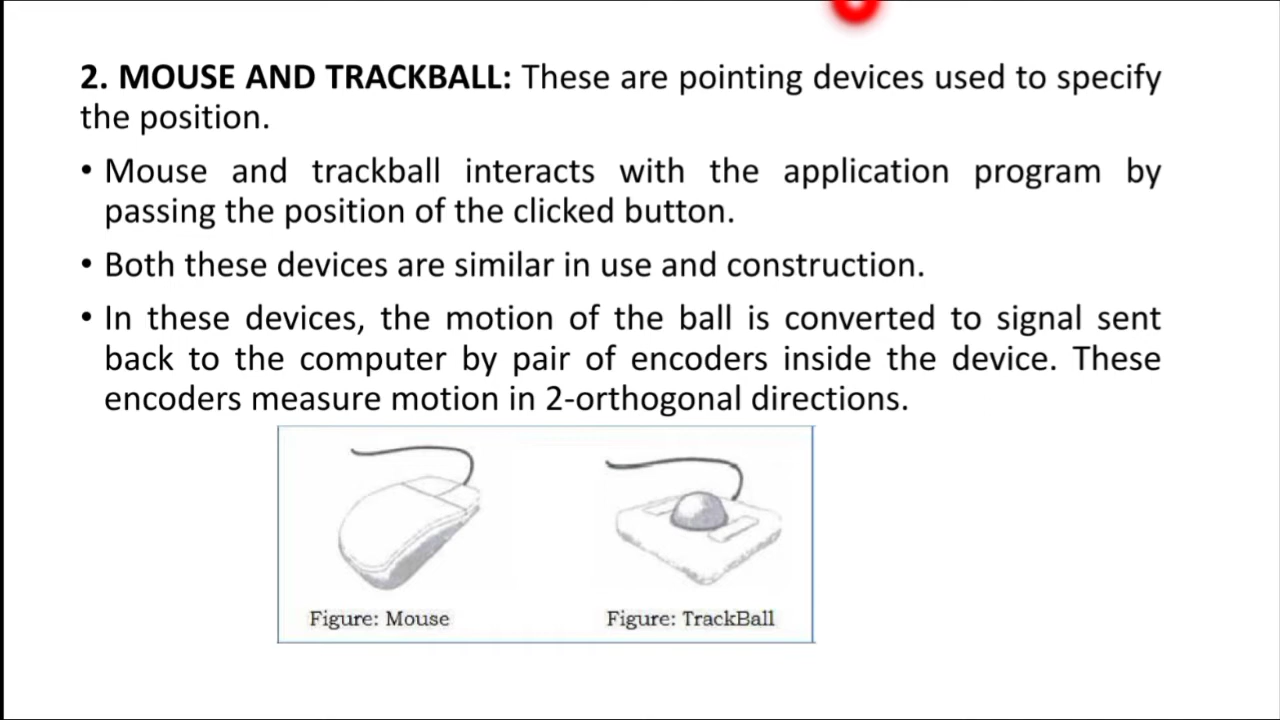 2. MOUSE AND TRACKBALL: These are pointing devices used to specify
the position.
• Mouse and trackball interacts with the application program by
passing the position of the clicked button.
• Both these devices are similar in use and construction.
• In these devices, the motion of the ball is converted to signal sent
back to the computer by pair of encoders inside the device. These
encoders measure motion in 2-orthogonal directions.
Figure: Mouse
Figure: TrackBall